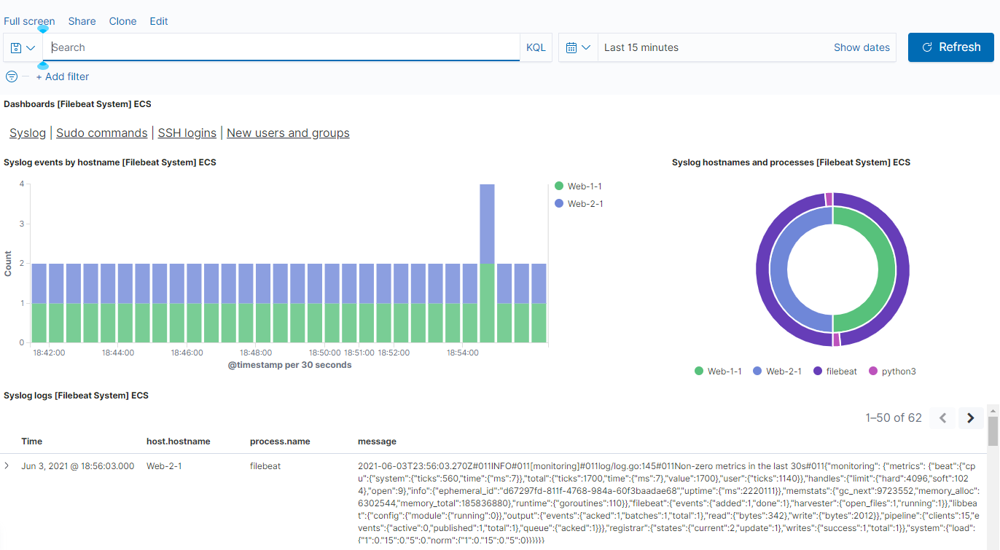 Full screen Share Clone Edit
Search KQL Last 15 minutes Show dates Refresh
+ Add filter
Dashboards [Filebeat System] ECS
Syslog | Sudo commands | SSH logins | New users and groups
Syslog events by hostname [Filebeat System] ECS
4
3
2
1
0
Count
18:42:00 18:44:00 18:46:00 18:48:00 18:50:00 18:51:00 18:52:00 18:54:00
@timestamp per 30 seconds
Web-1-1
Web-2-1
Syslog hostnames and processes [Filebeat System] ECS
Web-1-1 Web-2-1 filebeat python3
Syslog logs [Filebeat System] ECS
1–50 of 62
Time host.hostname process.name message
Jun 3, 2021 @ 18:56:03.000 Web-2-1 filebeat 2021-06-03T23:56:03.270Z#011INFO#011[monitoring]#011log/log.go:145#011Non-zero metrics in the last 30s#011{"monitoring": {"metrics": {"beat":{"cp
u":{"system":{"ticks":560,"time":{"ms":7}},"total":{"ticks":1700,"time":{"ms":7},"value":1700},"user":{"ticks":1140}},"handles":{"limit":{"hard":4096,"soft":102
4},"open":9},"info":{"ephemeral_id":"d67297fd-811f-4768-984a-60f3baadae68","uptime":{"ms":2220111}},"memstats":{"gc_next":9723552,"memory_alloc":
6302544,"memory_total":185836880},"runtime":{"goroutines":110}},"filebeat":{"events":{"added":1,"done":1},"harvester":{"open_files":1,"running":1}},"libbe
at":{"config":{"module":{"running":0}},"output":{"events":{"acked":1,"batches":1,"total":1},"read":{"bytes":342},"write":{"bytes":2012}},"pipeline":{"clients":15,"e
vents":{"active":0,"published":1,"total":1},"queue":{"acked":1}}},"registrar":{"states":{"current":2,"update":1},"writes":{"success":1,"total":1}},"system":{"load":
{"1":0."15":0."5":0."norm":{"1":0."15":0."5":0}}}}}}